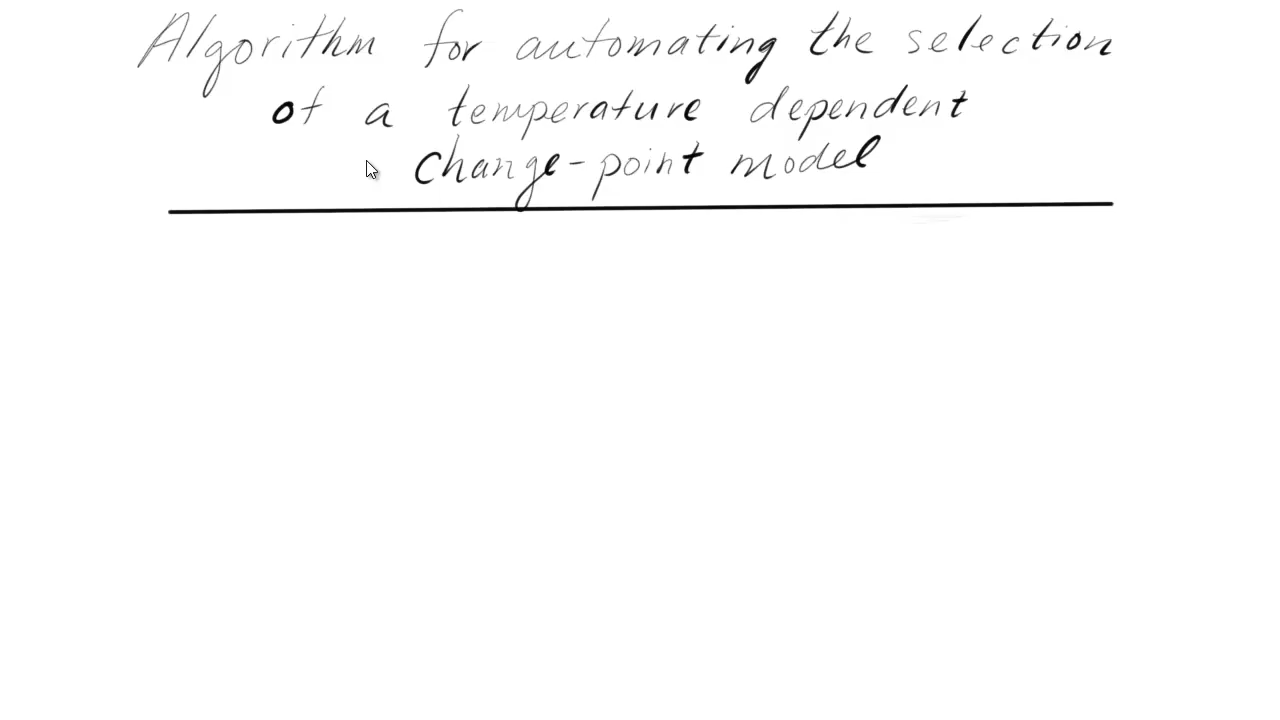 Algorithm for automating the selection
of a temperature dependent
change-point model